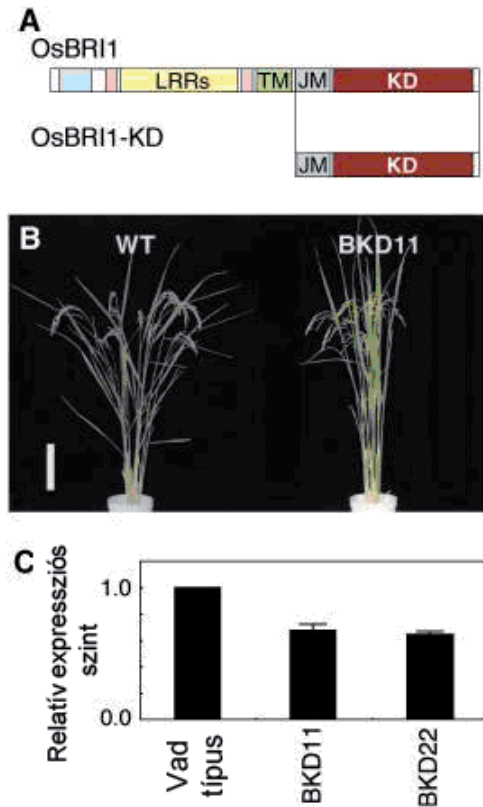 A
OsBRI1
LRRs TM JM KD
OsBRI1-KD
JM KD
B
WT BKD11
C
Relatív expressziós
szint
1.0
0.0
Vad
típus
BKD11
BKD22